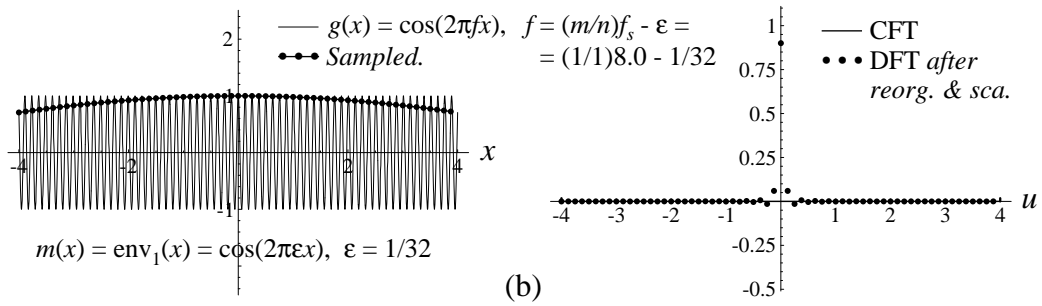 g(x) = cos(2πfx), f = (m/n)f_s - ε =
Sampled. = (1/1)8.0 - 1/32
2
1
-4 -2 2 4 x
-1
m(x) = env_1(x) = cos(2πεx), ε = 1/32
1
CFT
DFT after
reorg. & sca.
0.75
0.5
0.25
-4 -3 -2 -1 1 2 3 4 u
-0.25
-0.5
(b)